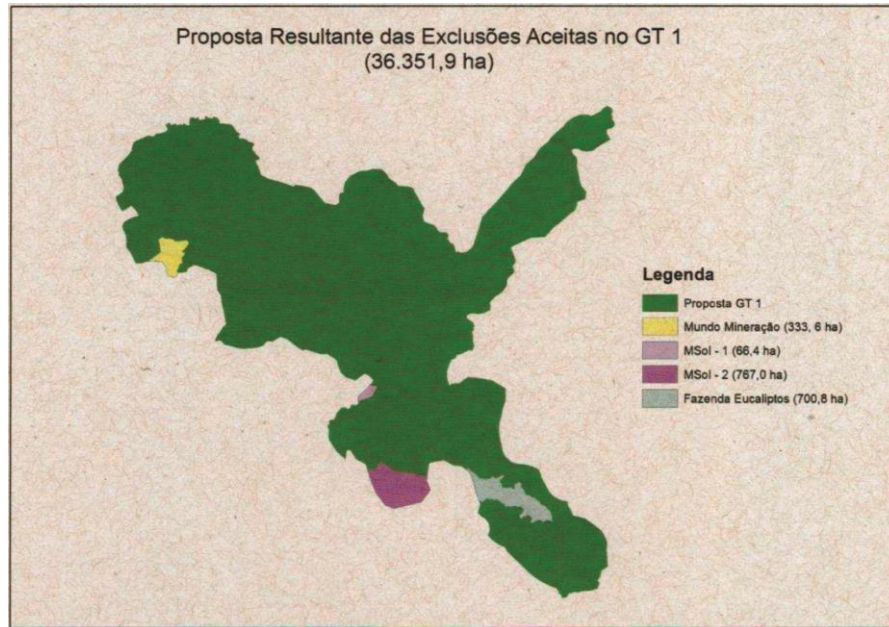 Proposta Resultante das Exclusões Aceitas no GT 1
(36.351,9 ha)
Legenda
Proposta GT 1
Mundo Mineração (333, 6 ha)
MSol - 1 (66,4 ha)
MSol - 2 (767,0 ha)
Fazenda Eucaliptos (700,8 ha)